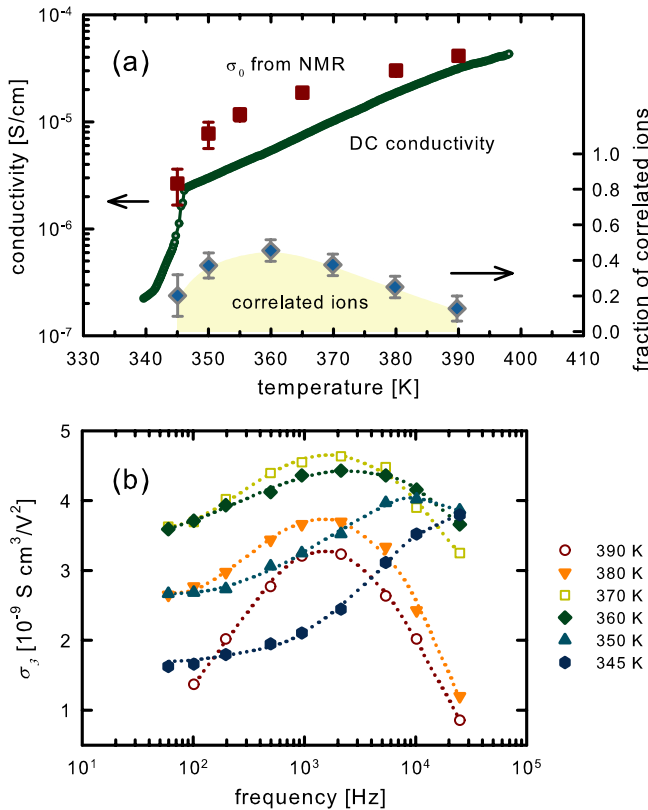 (a)
σ0 from NMR
DC conductivity
correlated ions
conductivity [S/cm]
10-4
10-5
10-6
10-7
fraction of correlated ions
1.0
0.8
0.6
0.4
0.2
0.0
330 340 350 360 370 380 390 400 410
temperature [K]
(b)
σ3 [10-9 S cm3/V2]
5
4
3
2
1
101 102 103 104 105
frequency [Hz]
390 K
380 K
370 K
360 K
350 K
345 K